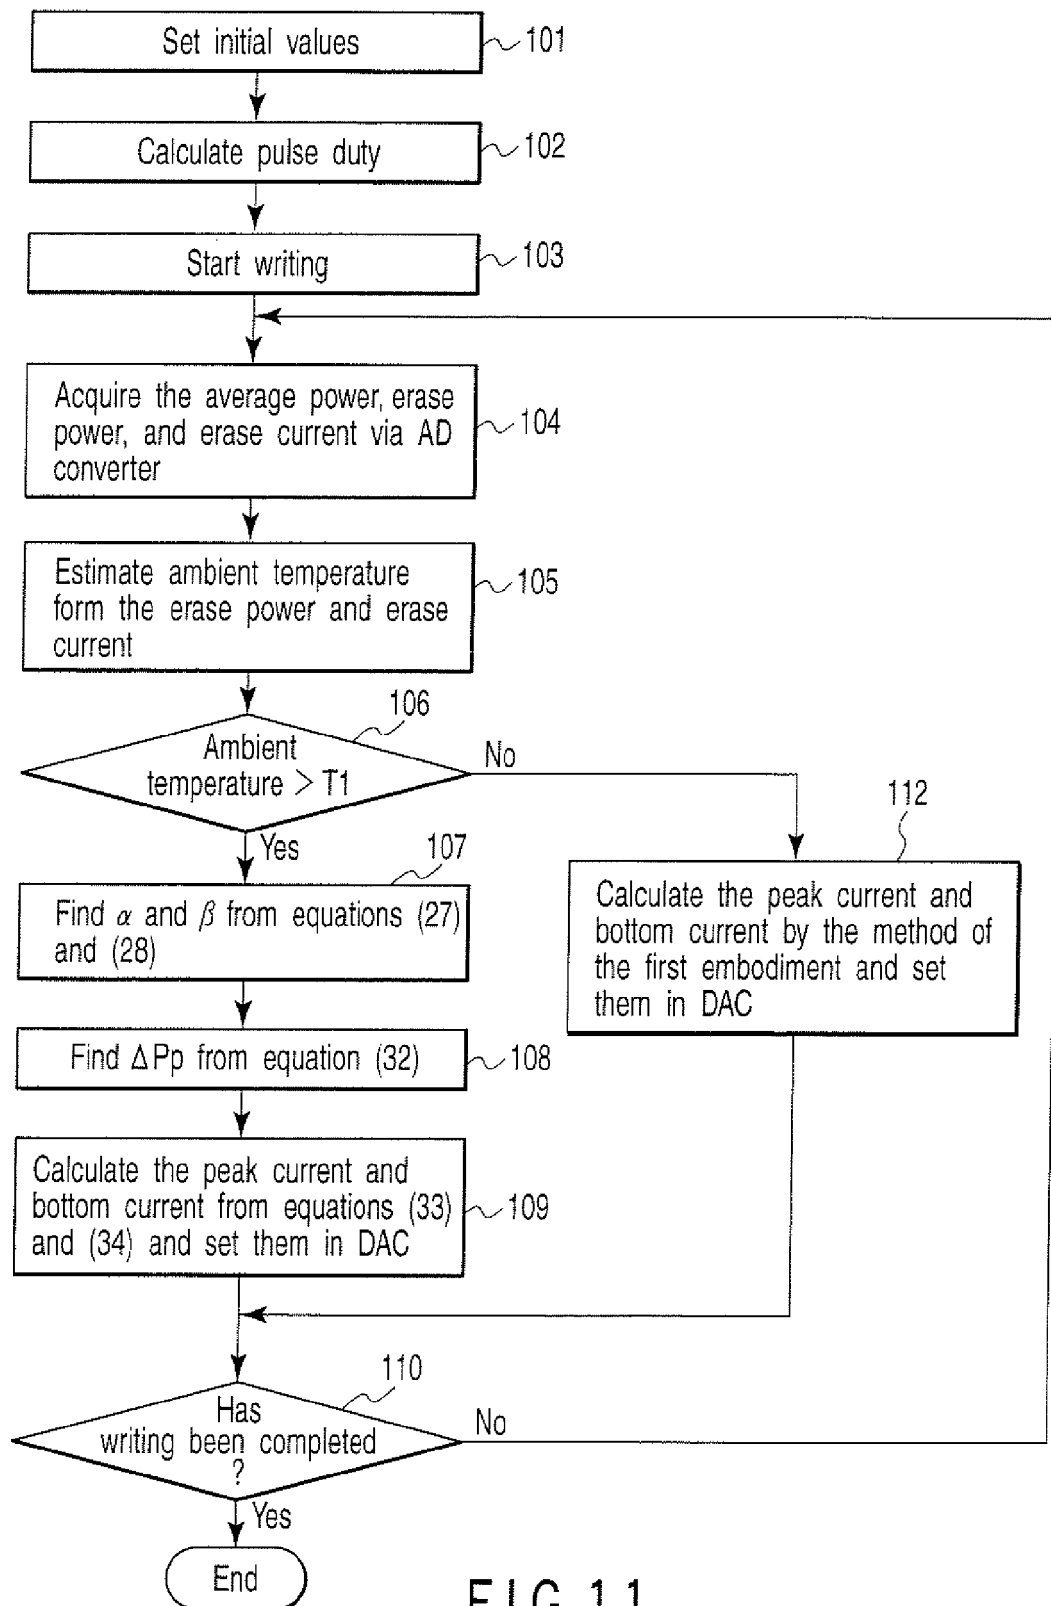 Set initial values
101
Calculate pulse duty
102
Start writing
103
Acquire the average power, erase
power, and erase current via AD
converter
104
Estimate ambient temperature
form the erase power and erase
current
105
106
Ambient
temperature > T1
No
Yes
107
Find α and β from equations (27)
and (28)
112
Calculate the peak current and
bottom current by the method of
the first embodiment and set
them in DAC
Find ΔPp from equation (32)
108
Calculate the peak current and
bottom current from equations (33)
and (34) and set them in DAC
109
110
Has
writing been completed
?
No
Yes
End
FIG. 11